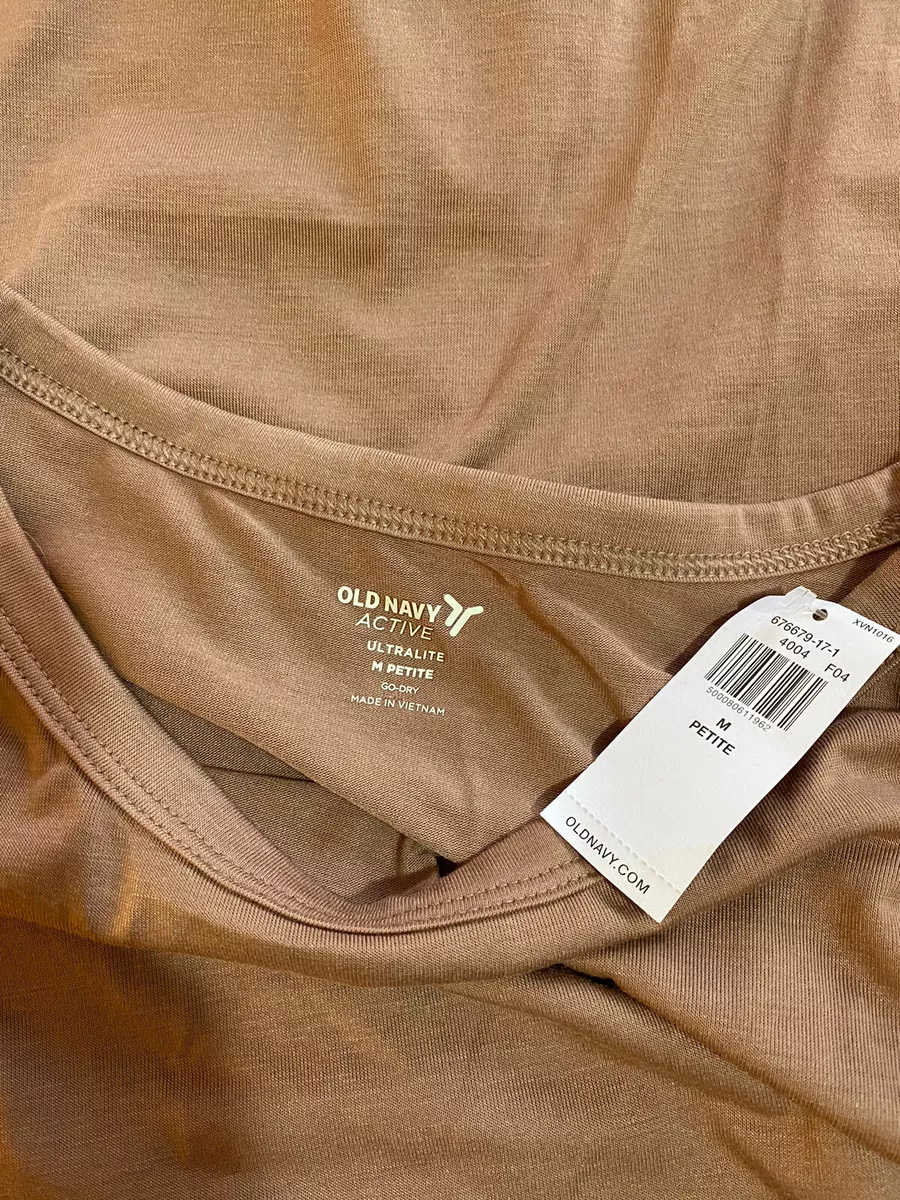 OLD NAVY
ACTIVE
ULTRALITE
M PETITE
GO-DRY
MADE IN VIETNAM
XVN1016
676679-17-1
4004 F04
500080611962
M
PETITE
OLDNAVY.COM